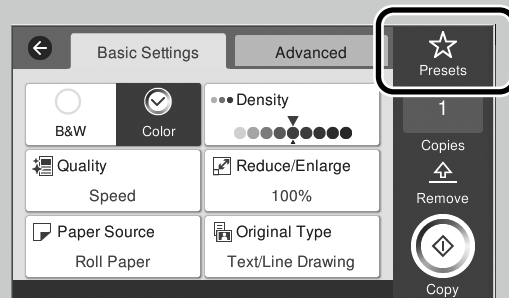 Basic Settings
Advanced
Presets
B&W
Color
Density
1
Copies
Quality
Speed
Reduce/Enlarge
100%
Remove
Paper Source
Roll Paper
Original Type
Text/Line Drawing
Copy